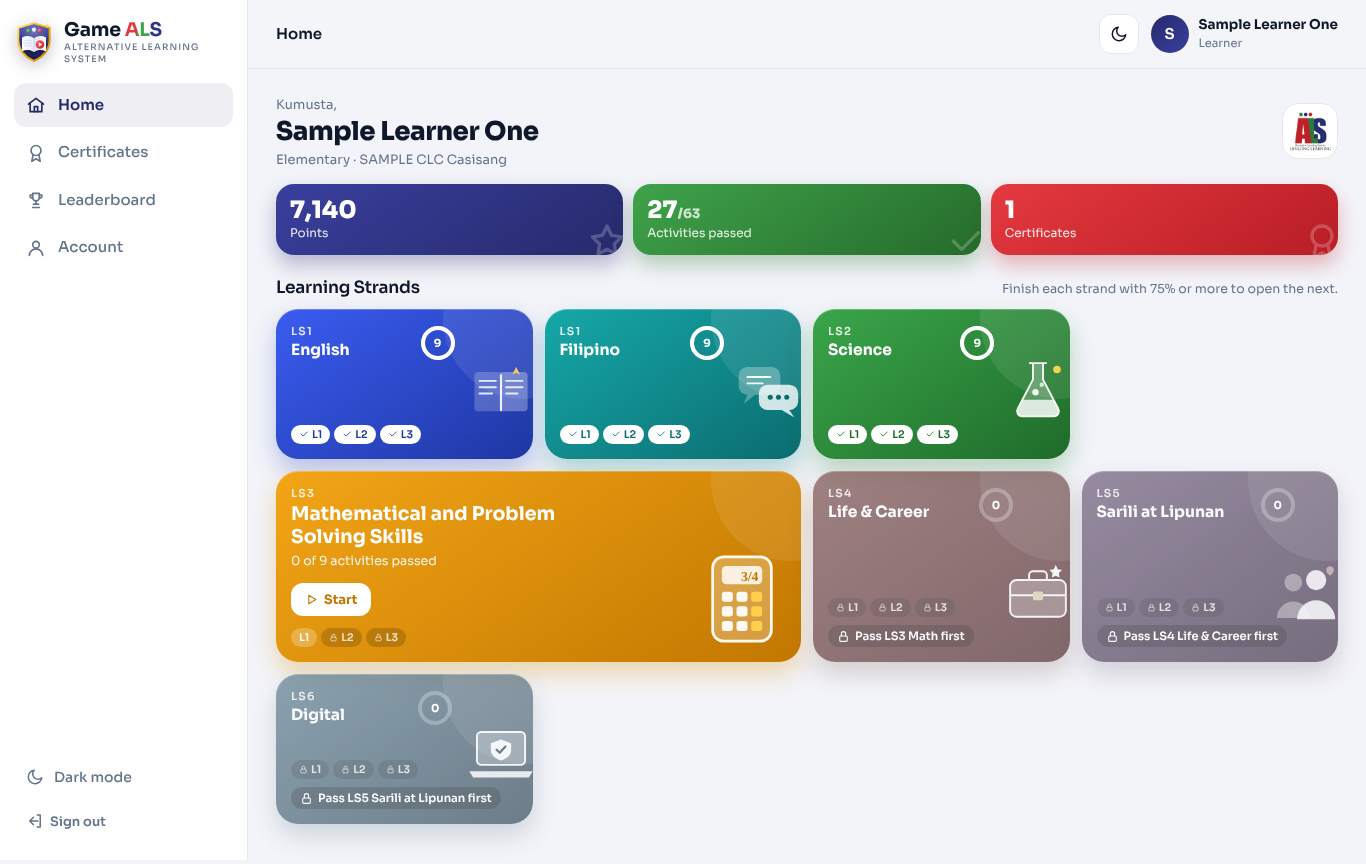 Game ALS
ALTERNATIVE LEARNING
SYSTEM
Home
Certificates
Leaderboard
Account
Dark mode
Sign out
Home
S
Sample Learner One
Learner
Kumusta,
Sample Learner One
Elementary · SAMPLE CLC Casisang
ALS
7,140
Points
27/63
Activities passed
1
Certificates
Learning Strands
Finish each strand with 75% or more to open the next.
LS1
English
9
L1 L2 L3
LS1
Filipino
9
L1 L2 L3
LS2
Science
9
L1 L2 L3
LS3
Mathematical and Problem
Solving Skills
0 of 9 activities passed
Start
L1 L2 L3
3/4
LS4
Life & Career
0
L1 L2 L3
Pass LS3 Math first
LS5
Sarili at Lipunan
0
L1 L2 L3
Pass LS4 Life & Career first
LS6
Digital
0
L1 L2 L3
Pass LS5 Sarili at Lipunan first